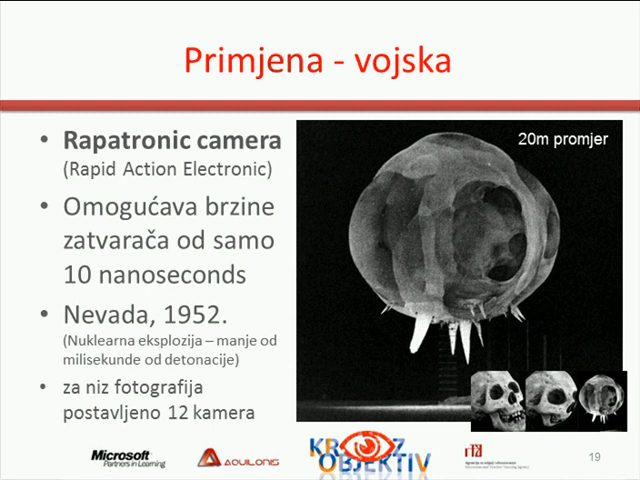 Primjena - vojska
• Rapatronic camera
(Rapid Action Electronic)
• Omogućava brzine
zatvarača od samo
10 nanoseconds
• Nevada, 1952.
(Nuklearna eksplozija – manje od
milisekunde od detonacije)
• za niz fotografija
postavljeno 12 kamera
20m promjer
Microsoft
Partners in Learning
AQUILONIS
KROZ
OBJEKTIV
19